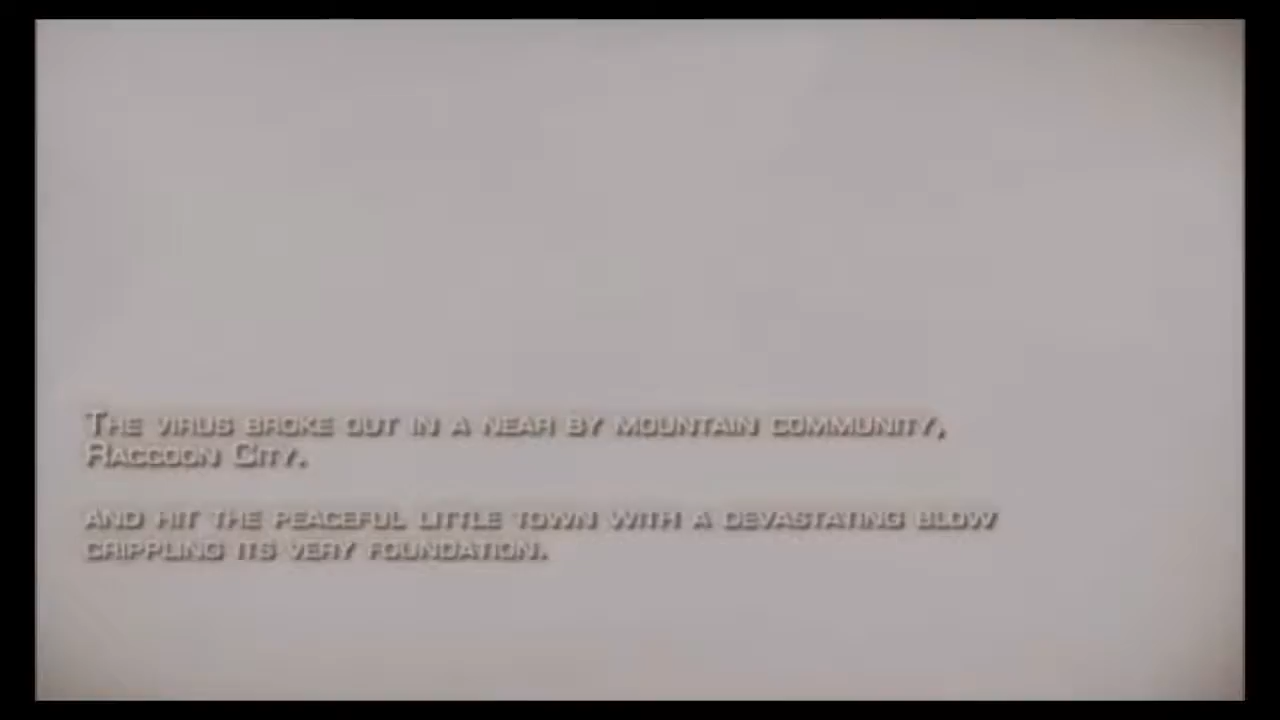 The virus broke out in a near by mountain community,
Raccoon City.
and hit the peaceful little town with a devastating blow
crippling its very foundation.